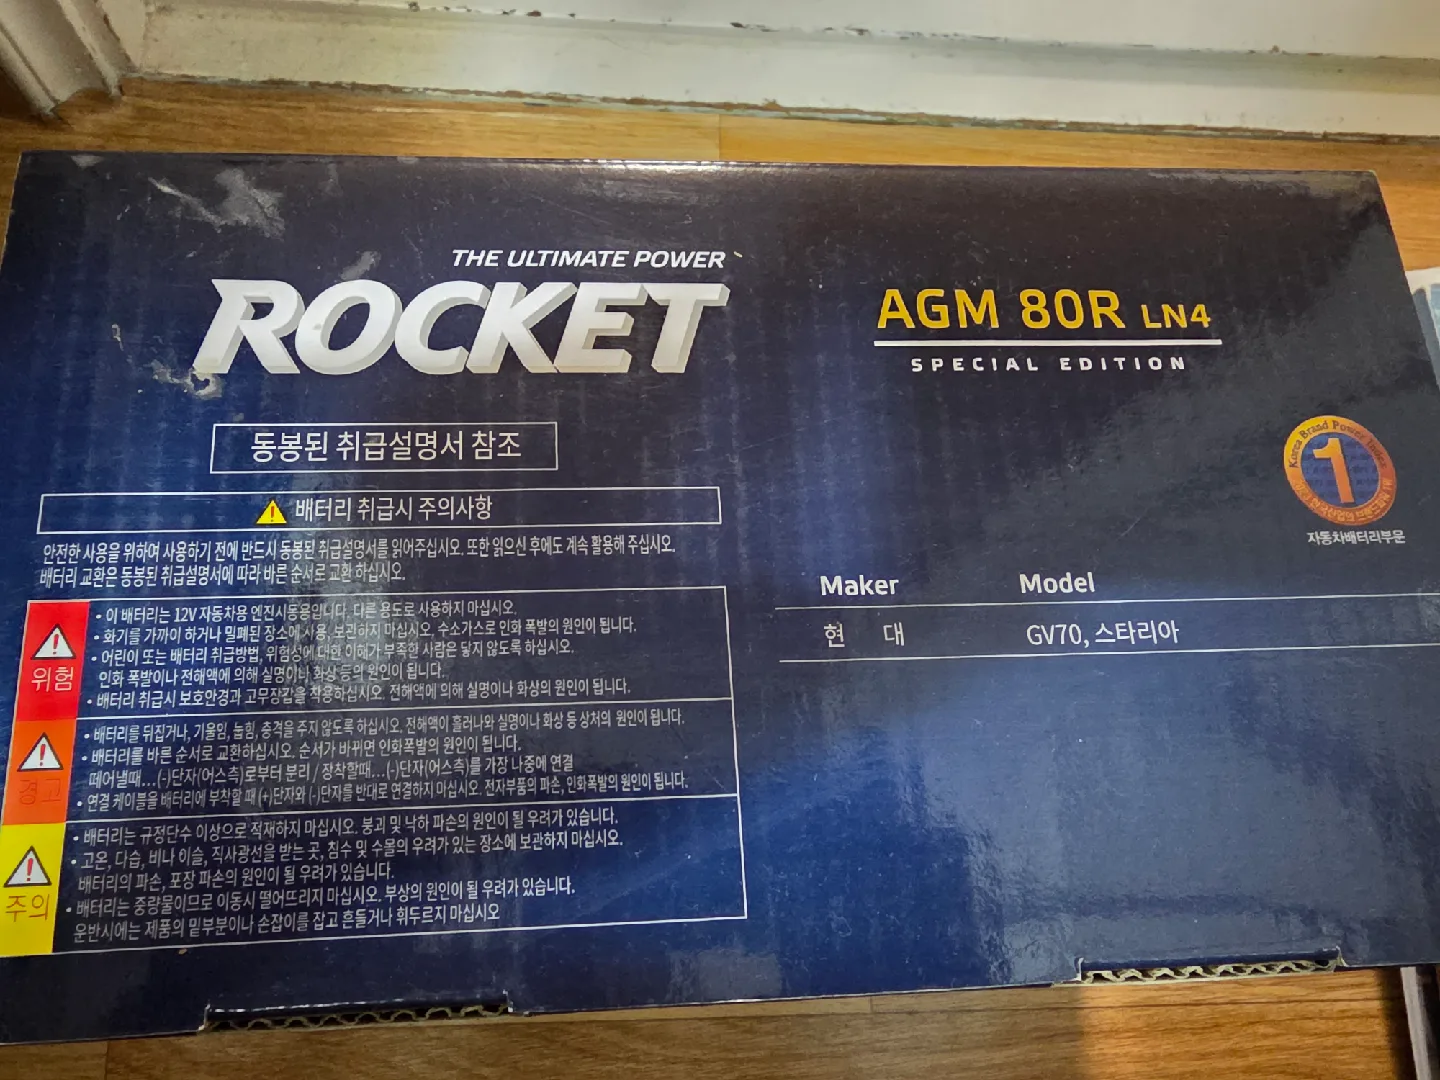 THE ULTIMATE POWER
ROCKET
AGM 80R LN4
SPECIAL EDITION
동봉된 취급설명서 참조
배터리 취급시 주의사항
안전한 사용을 위하여 사용하기 전에 반드시 동봉된 취급설명서를 읽어주십시오. 또한 읽으신 후에도 계속 활용해 주십시오.
배터리 교환은 동봉된 취급설명서에 따라 바른 순서로 교환 하십시오.
위험
• 이 배터리는 12V 자동차용 엔진시동용입니다. 다른 용도로 사용하지 마십시오.
• 화기를 가까이 하거나 밀폐된 장소에 사용, 보관하지 마십시오. 수소가스로 인화 폭발의 원인이 됩니다.
• 어린이 또는 배터리 취급방법, 위험성에 대한 이해가 부족한 사람은 닿지 않도록 하십시오.
인화 폭발이나 전해액에 의해 실명이나 화상 등의 원인이 됩니다.
• 배터리 취급시 보호안경과 고무장갑을 착용하십시오. 전해액에 의해 실명이나 화상의 원인이 됩니다.
경고
• 배터리를 뒤집거나, 기울임, 눕힘, 충격을 주지 않도록 하십시오. 전해액이 흘러나와 실명이나 화상 등 상처의 원인이 됩니다.
• 배터리를 바른 순서로 교환하십시오. 순서가 바뀌면 인화폭발의 원인이 됩니다.
떼어낼때...(-)단자(어스측)로부터 분리 / 장착할때...(-)단자(어스측)를 가장 나중에 연결
• 연결 케이블을 배터리에 부착할 때 (+)단자와 (-)단자를 반대로 연결하지 마십시오. 전자부품의 파손, 인화폭발의 원인이 됩니다.
주의
• 배터리는 규정단수 이상으로 적재하지 마십시오. 붕괴 및 낙하 파손의 원인이 될 우려가 있습니다.
• 고온, 다습, 비나 이슬, 직사광선을 받는 곳, 침수 및 수몰의 우려가 있는 장소에 보관하지 마십시오.
배터리의 파손, 포장 파손의 원인이 될 우려가 있습니다.
• 배터리는 중량물이므로 이동시 떨어뜨리지 마십시오. 부상의 원인이 될 우려가 있습니다.
운반시에는 제품의 밑부분이나 손잡이를 잡고 흔들거나 휘두르지 마십시오
Korea Brand Power Index
1
자동차배터리부문
Maker Model
현 대 GV70, 스타리아